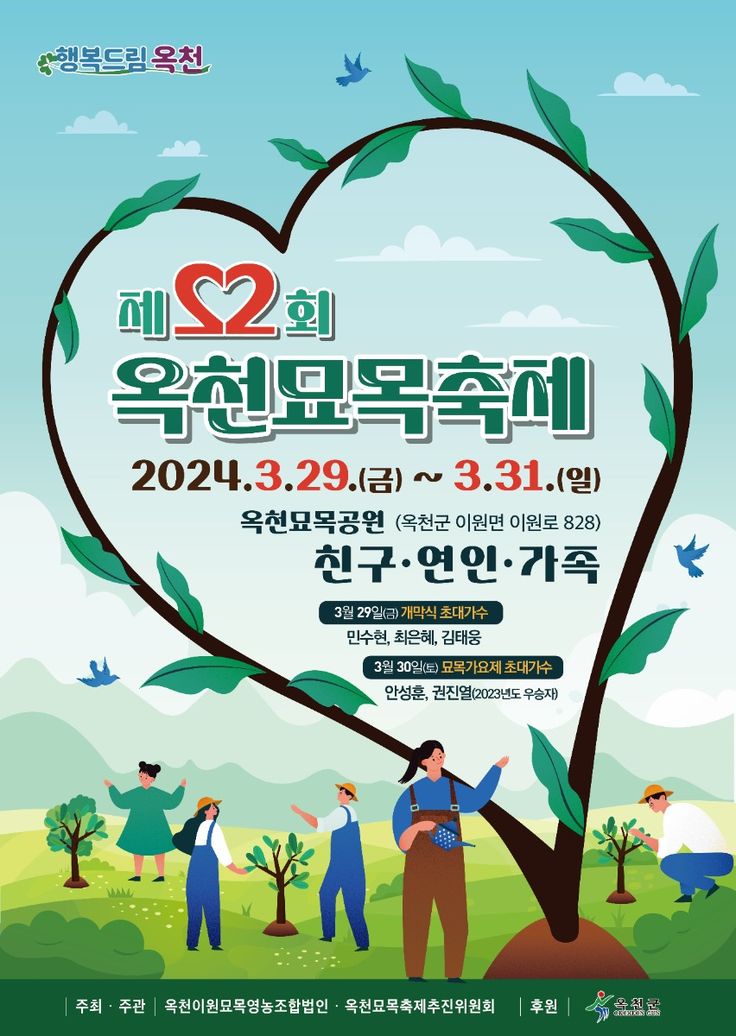 행복드림 옥천
제22회
옥천묘목축제
2024.3.29.(금) ~ 3.31.(일)
옥천묘목공원 (옥천군 이원면 이원로 828)
친구·연인·가족
3월 29일(금) 개막식 초대가수
민수현, 최은혜, 김태웅
3월 30일(토) 묘목가요제 초대가수
안성훈, 권진열(2023년도 우승자)
주최·주관 | 옥천이원묘목영농조합법인 · 옥천묘목축제추진위원회 | 후원 | 옥천군
OKCHEON GUN